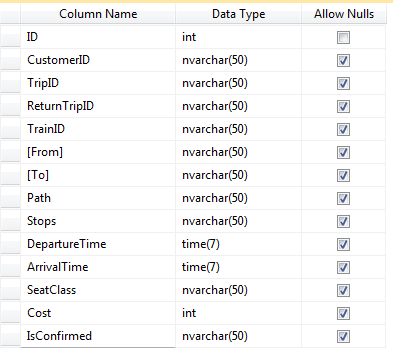 Column Name Data Type Allow Nulls
ID int
CustomerID nvarchar(50)
TripID nvarchar(50)
ReturnTripID nvarchar(50)
TrainID nvarchar(50)
[From] nvarchar(50)
[To] nvarchar(50)
Path nvarchar(50)
Stops nvarchar(50)
DepartureTime time(7)
ArrivalTime time(7)
SeatClass nvarchar(50)
Cost int
IsConfirmed nvarchar(50)